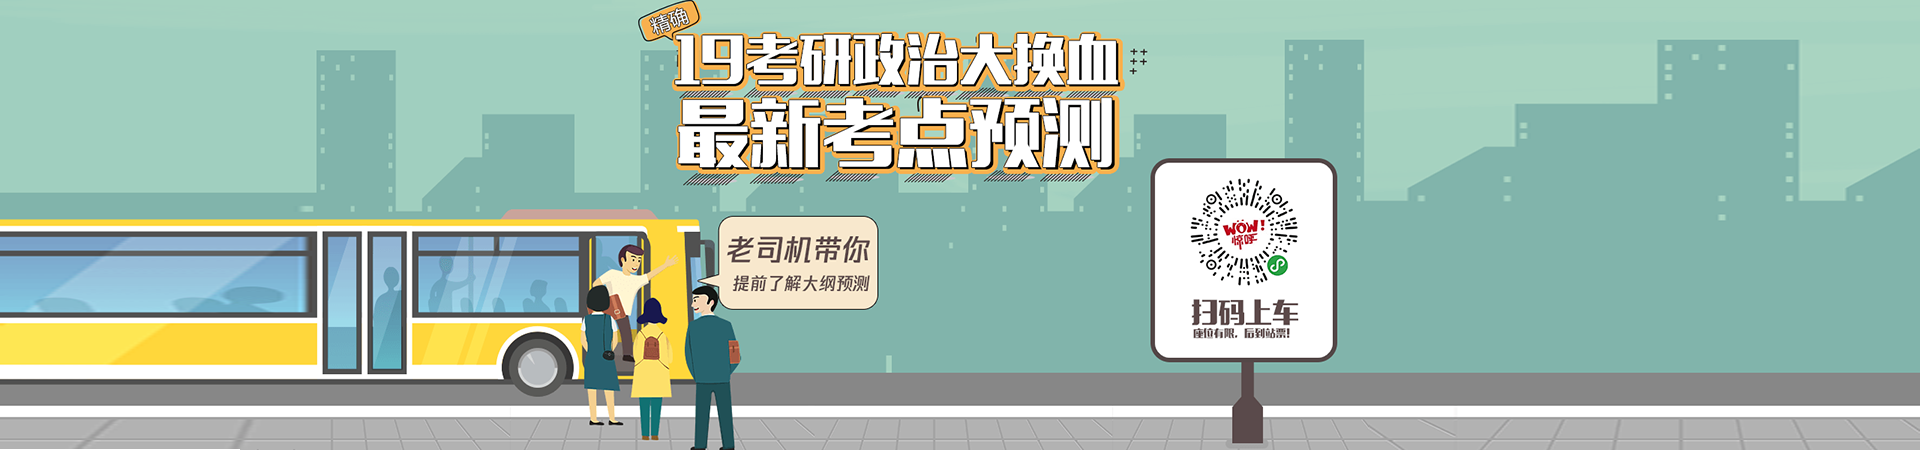 精确
19考研政治大换血
最新考点预测
老司机带你
提前了解大纲预测
WOW!
惊呼
扫码上车
座位有限，后到站票!